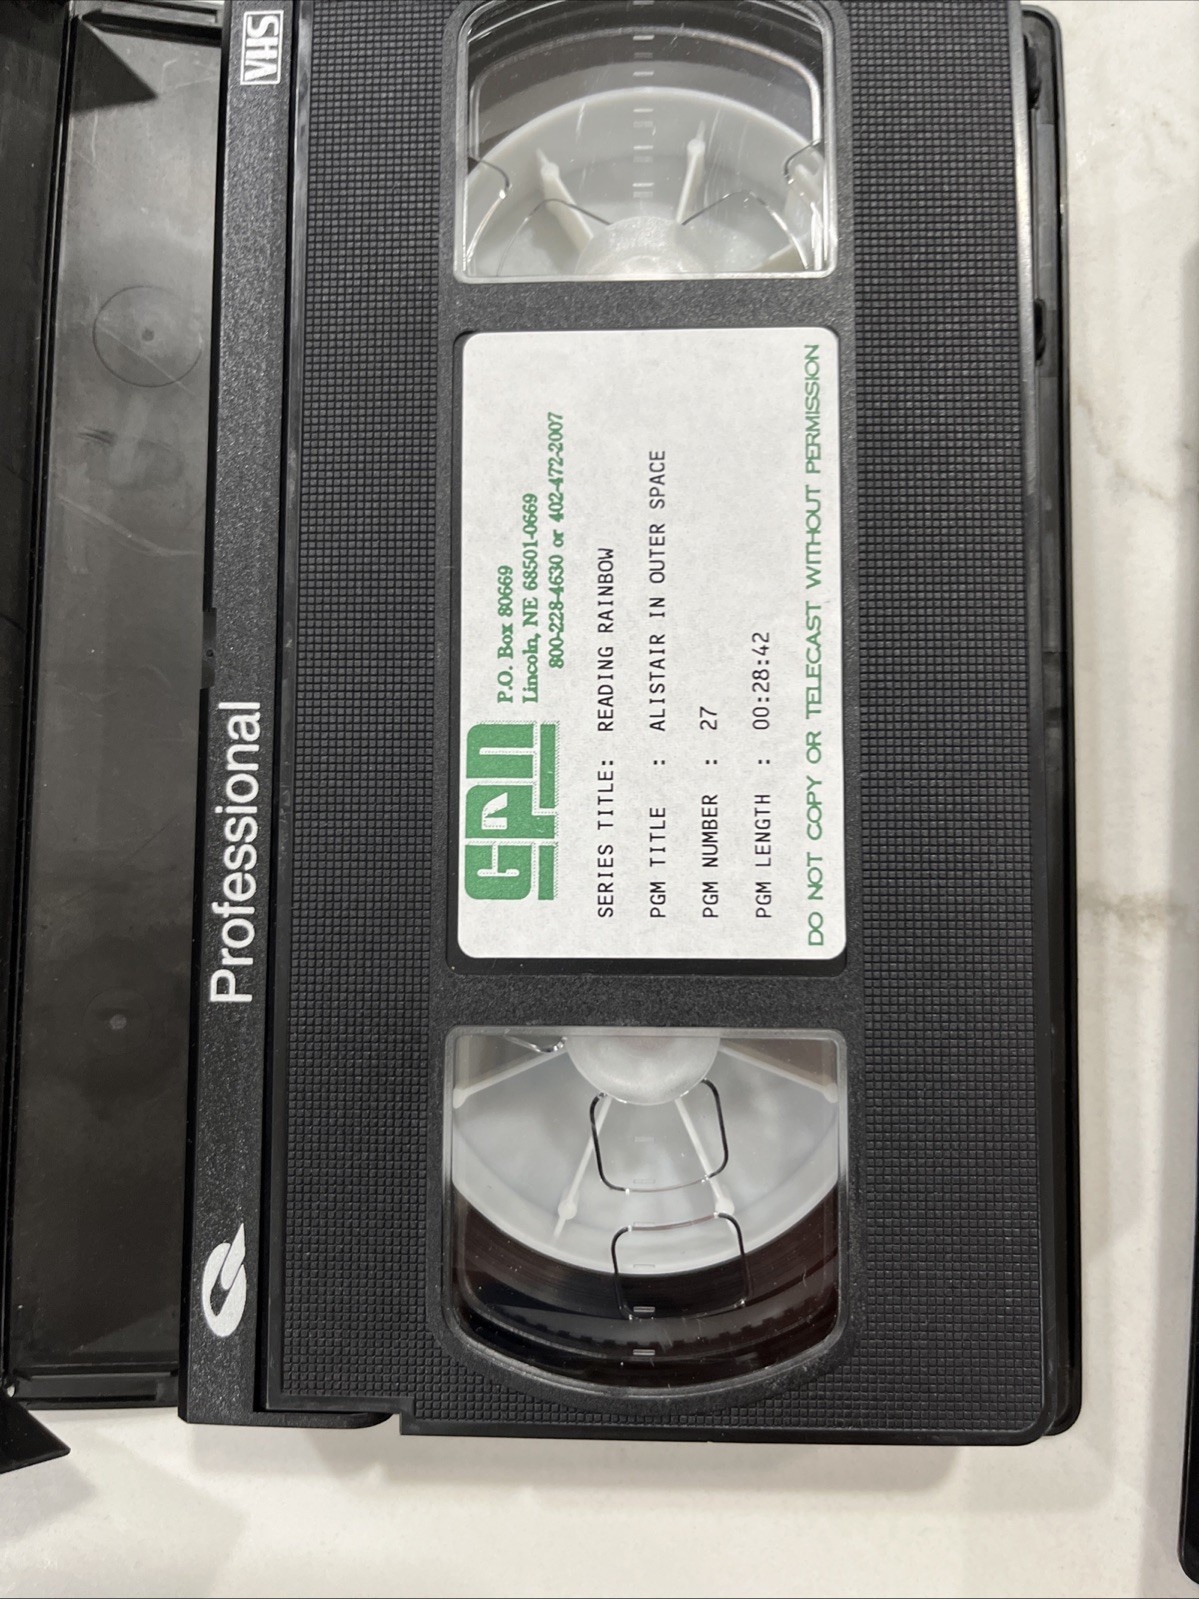 VHS
Professional
GPN
P.O. Box 80669
Lincoln, NE 68501-0669
800-228-4630 or 402-472-2007
SERIES TITLE: READING RAINBOW
PGM TITLE : ALISTAIR IN OUTER SPACE
PGM NUMBER : 27
PGM LENGTH : 00:28:42
DO NOT COPY OR TELECAST WITHOUT PERMISSION